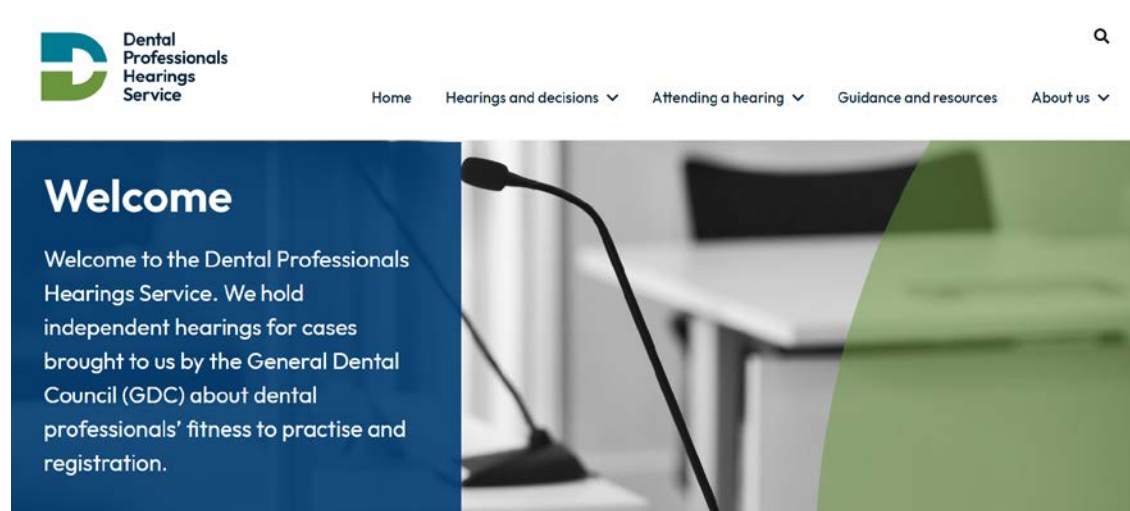 Dental
Professionals
Hearings
Service
Home Hearings and decisions Attending a hearing Guidance and resources About us
Welcome
Welcome to the Dental Professionals
Hearings Service. We hold
independent hearings for cases
brought to us by the General Dental
Council (GDC) about dental
professionals’ fitness to practise and
registration.